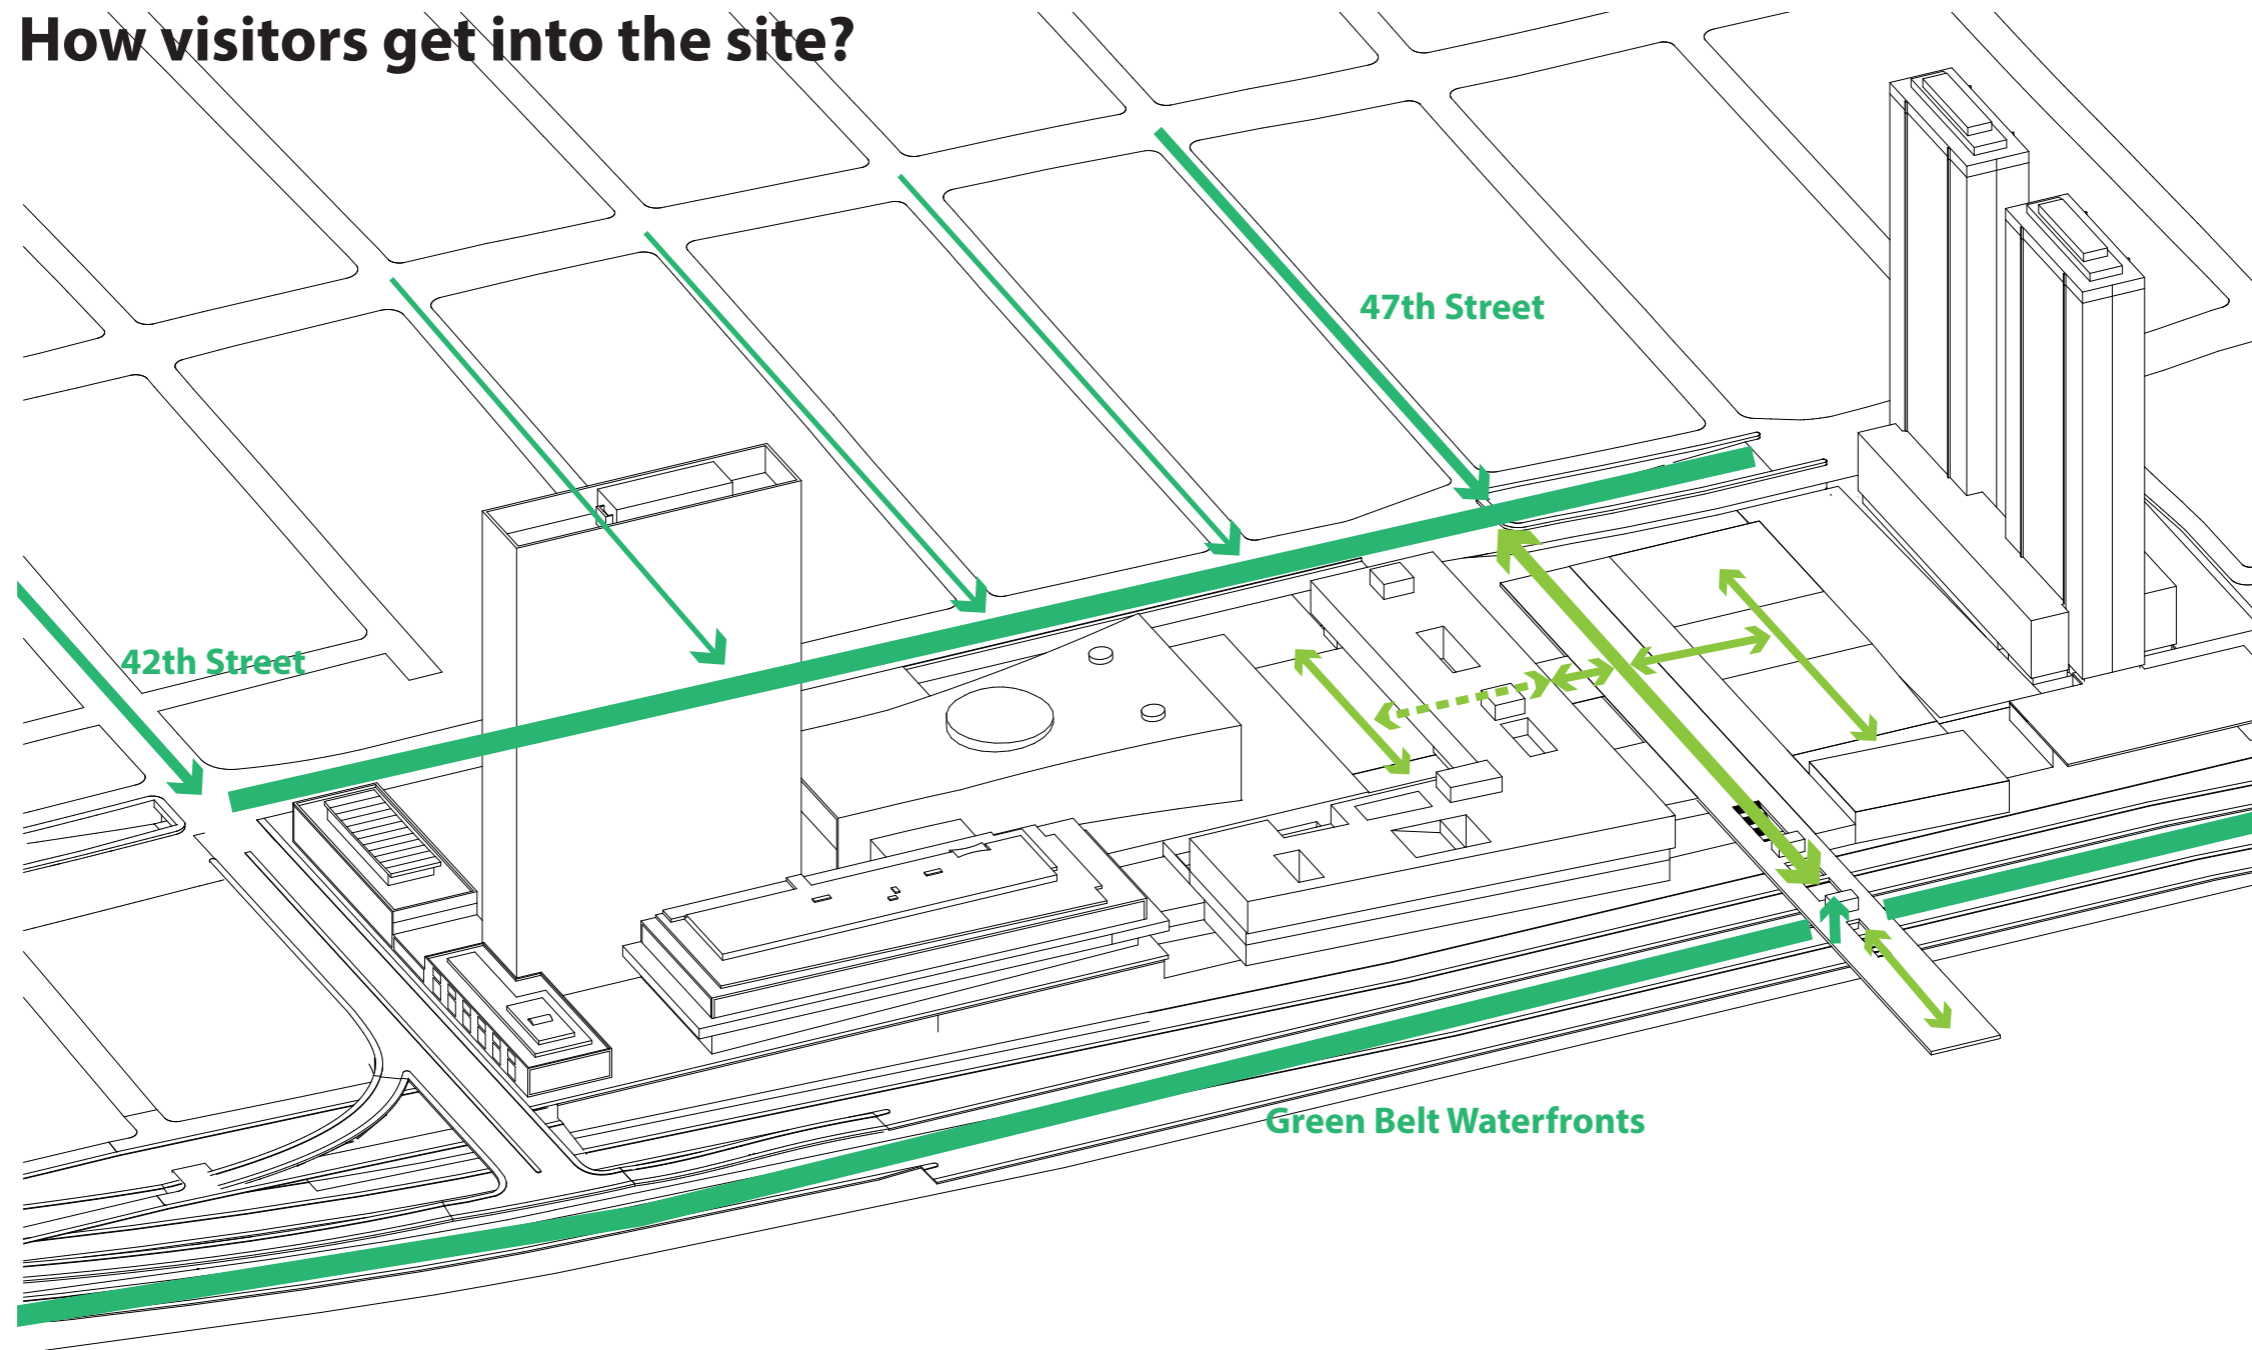 How visitors get into the site?
47th Street
42th Street
Green Belt Waterfronts